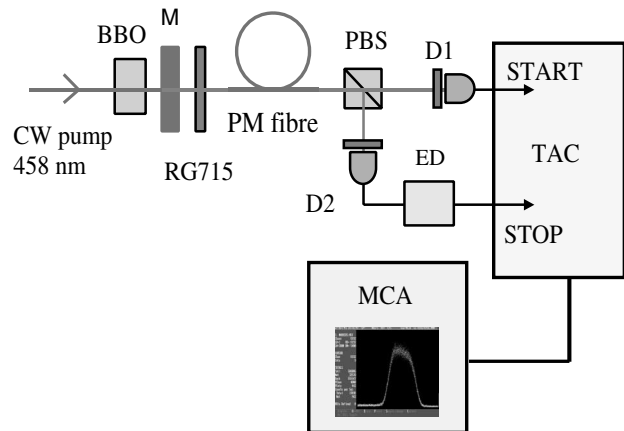 M
BBO
PBS
D1
START
CW pump
458 nm
PM fibre
RG715
TAC
ED
D2
STOP
MCA